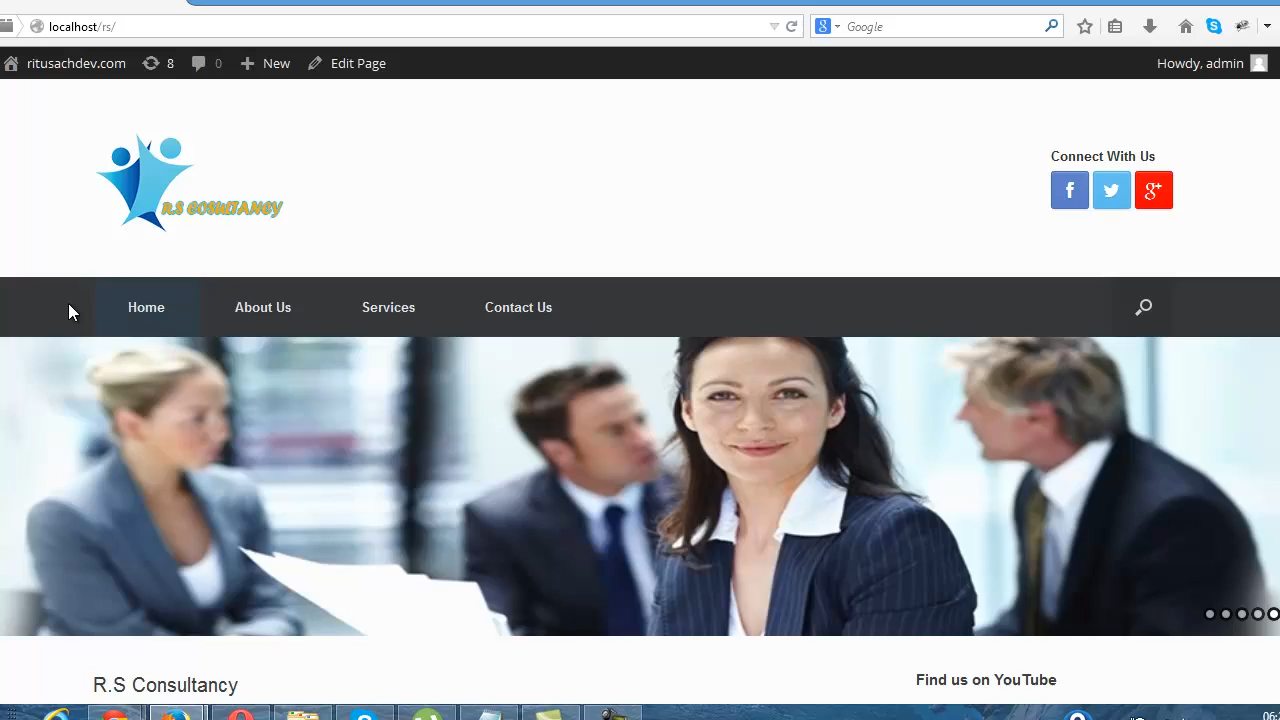 localhost/rs/
Google
ritusachdev.com 8 0 New Edit Page
Howdy, admin
R.S COSULTANCY
Connect With Us
f
g+
Home About Us Services Contact Us
R.S Consultancy
Find us on YouTube